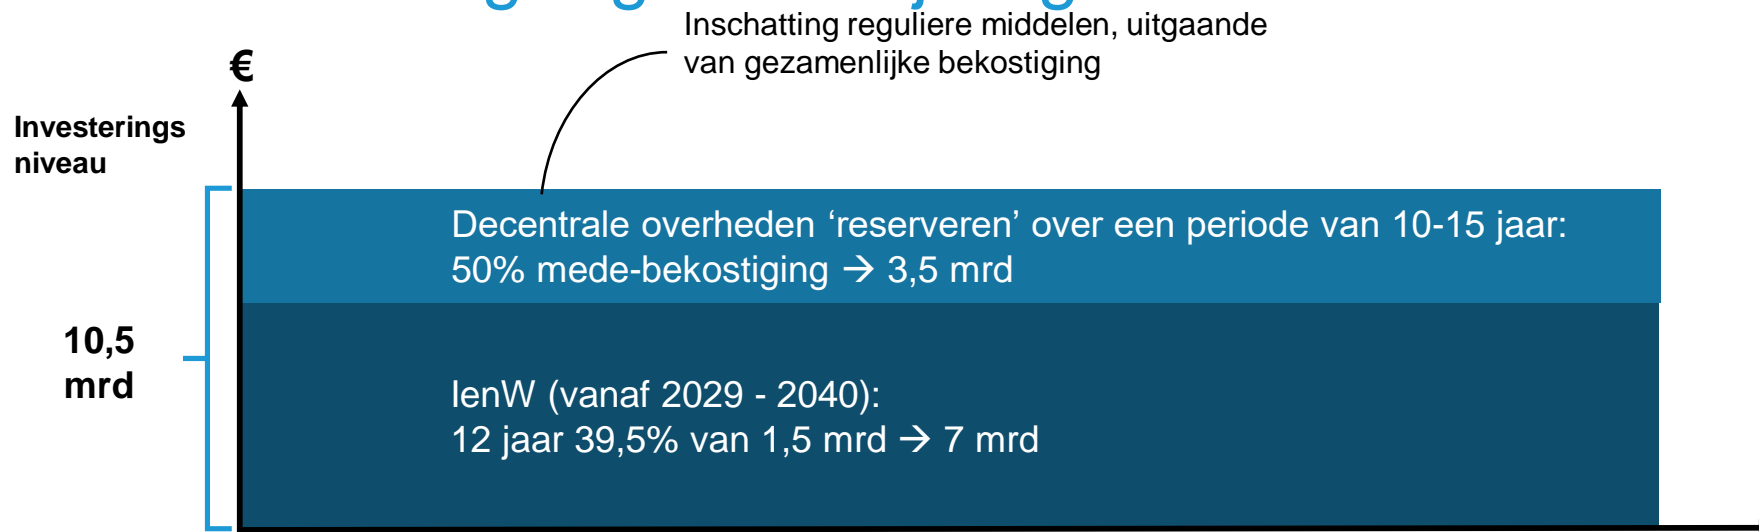 Inschatting reguliere middelen, uitgaande
van gezamenlijke bekostiging
€
Investerings
niveau
Decentrale overheden ‘reserveren’ over een periode van 10-15 jaar:
50% mede-bekostiging → 3,5 mrd
10,5
mrd
IenW (vanaf 2029 - 2040):
12 jaar 39,5% van 1,5 mrd → 7 mrd